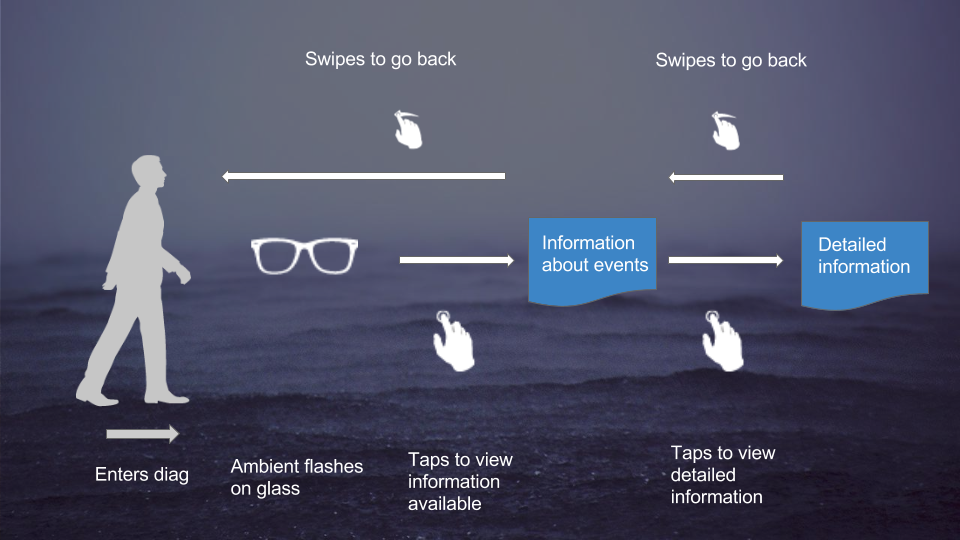 Swipes to go back
Swipes to go back
Information
about events
Detailed
information
Enters diag
Ambient flashes
on glass
Taps to view
information
available
Taps to view
detailed
information